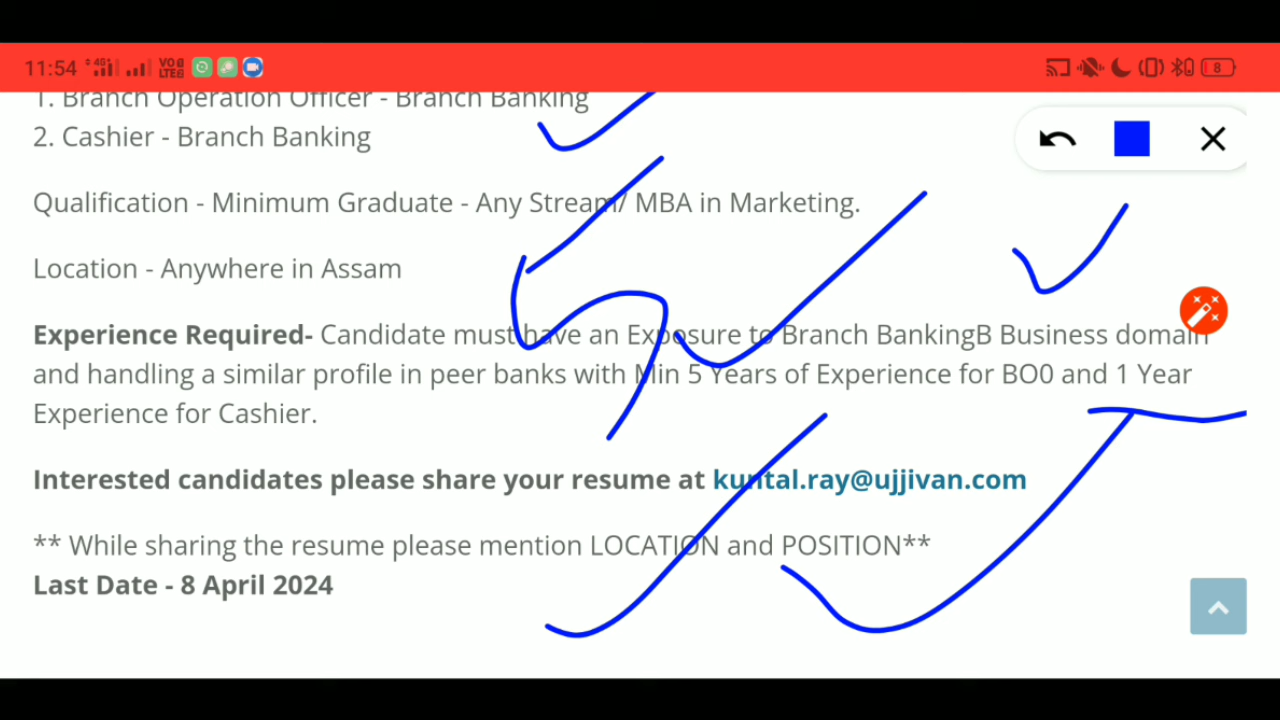 11:54 4G VO LTE 8
1. Branch Operation Officer - Branch Banking
2. Cashier - Branch Banking
Qualification - Minimum Graduate - Any Stream/ MBA in Marketing.
Location - Anywhere in Assam
Experience Required- Candidate must have an Exposure to Branch BankingB Business domain
and handling a similar profile in peer banks with Min 5 Years of Experience for BO0 and 1 Year
Experience for Cashier.
Interested candidates please share your resume at kuntal.ray@ujjivan.com
** While sharing the resume please mention LOCATION and POSITION**
Last Date - 8 April 2024